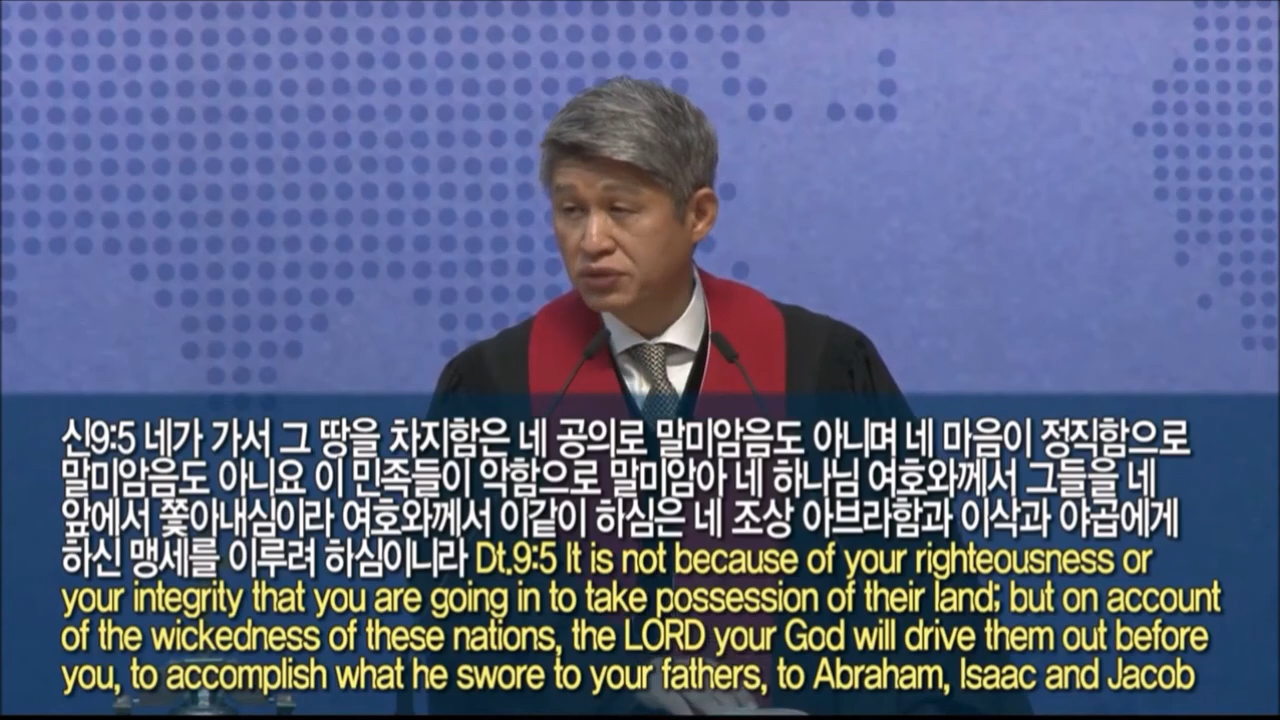 신9:5 네가 가서 그 땅을 차지함은 네 공의로 말미암음도 아니며 네 마음이 정직함으로
말미암음도 아니요 이 민족들이 악함으로 말미암아 네 하나님 여호와께서 그들을 네
앞에서 쫓아내심이라 여호와께서 이같이 하심은 네 조상 아브라함과 이삭과 야곱에게
하신 맹세를 이루려 하심이니라 Dt.9:5 It is not because of your righteousness or
your integrity that you are going in to take possession of their land; but on account
of the wickedness of these nations, the LORD your God will drive them out before
you, to accomplish what he swore to your fathers, to Abraham, Isaac and Jacob